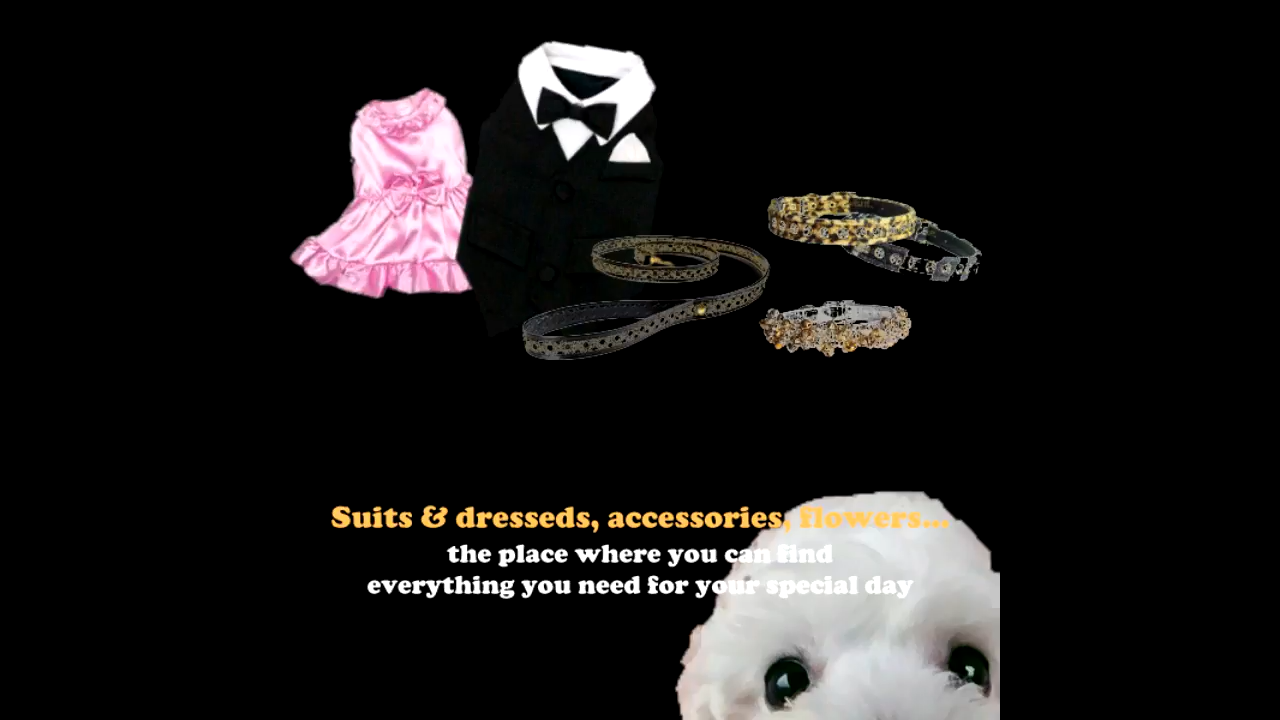 Suits & dresseds, accessories, flowers...
the place where you can find
everything you need for your special day